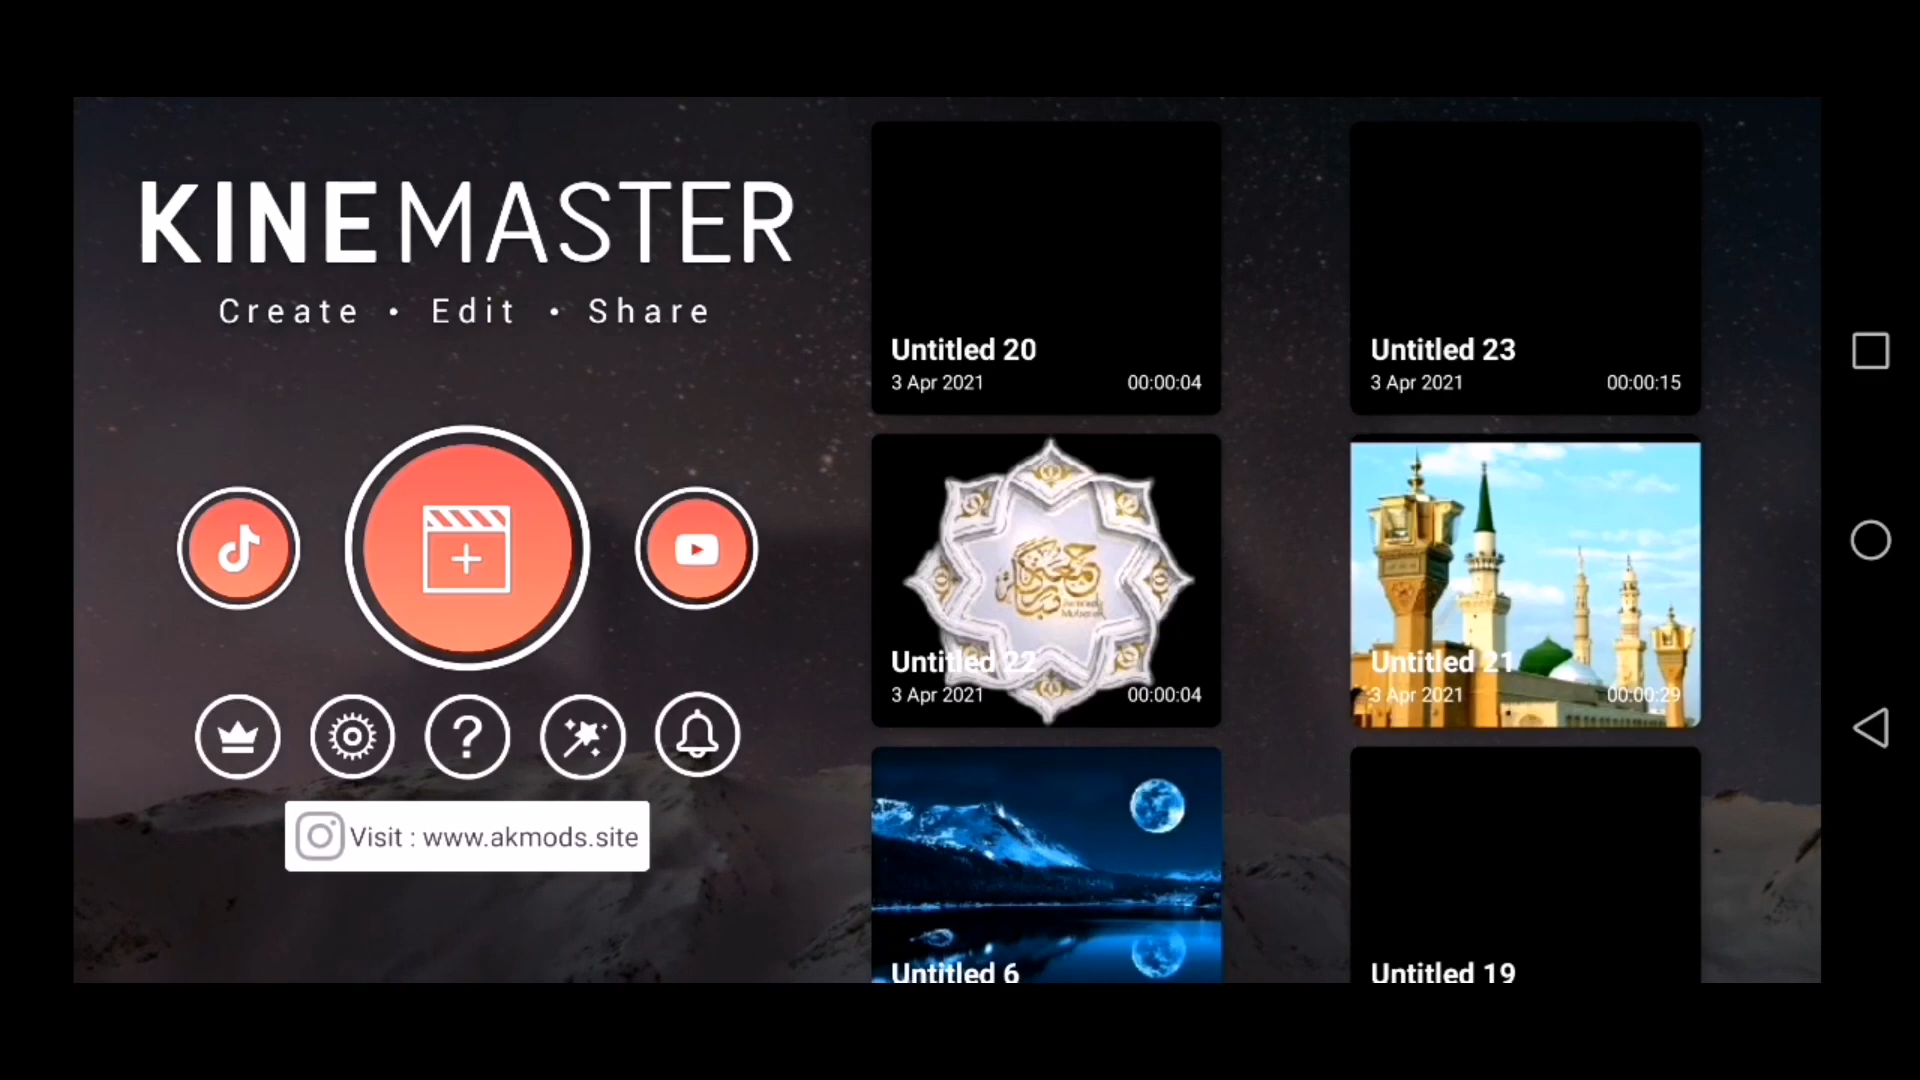 KINEMASTER
Create • Edit • Share
Visit : www.akmods.site
Untitled 20
3 Apr 2021 00:00:04
Untitled 23
3 Apr 2021 00:00:15
Untitled 22
3 Apr 2021 00:00:04
Untitled 21
3 Apr 2021 00:00:29
Untitled 6
Untitled 19